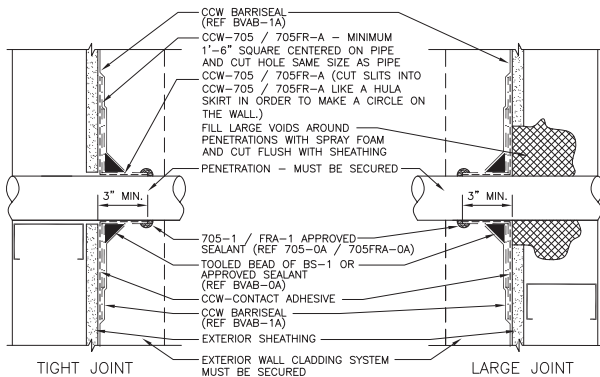 CCW BARRISEAL
(REF BVAB-1A)
CCW-705 / 705FR-A – MINIMUM
1'-6" SQUARE CENTERED ON PIPE
AND CUT HOLE SAME SIZE AS PIPE
CCW-705 / 705FR-A (CUT SLITS INTO
CCW-705 / 705FR-A LIKE A HULA
SKIRT IN ORDER TO MAKE A CIRCLE ON
THE WALL.)
FILL LARGE VOIDS AROUND
PENETRATIONS WITH SPRAY FOAM
AND CUT FLUSH WITH SHEATHING
PENETRATION – MUST BE SECURED
3" MIN.
3" MIN.
705-1 / FRA-1 APPROVED
SEALANT (REF 705-0A / 705FRA-0A)
TOOLED BEAD OF BS-1 OR
APPROVED SEALANT
(REF BVAB-0A)
CCW-CONTACT ADHESIVE
CCW BARRISEAL
(REF BVAB-1A)
EXTERIOR SHEATHING
EXTERIOR WALL CLADDING SYSTEM
MUST BE SECURED
TIGHT JOINT
LARGE JOINT